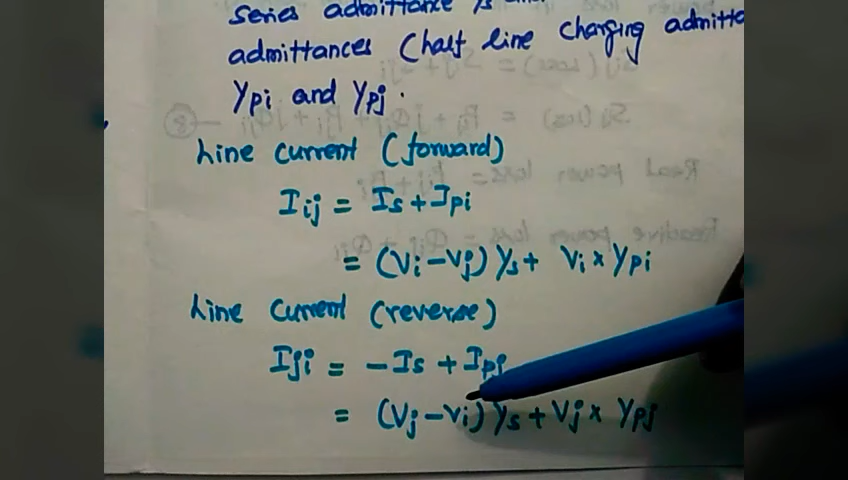 Series admittance Ys
admittances (half line charging admitta
Ypi and Ypj.
Line current (forward)
Iij = Is + Ipi
= (Vi-Vj) Ys + Vi x Ypi
Line current (reverse)
Iji = -Is + Ipj
= (Vj-Vi) Ys + Vj x Ypj